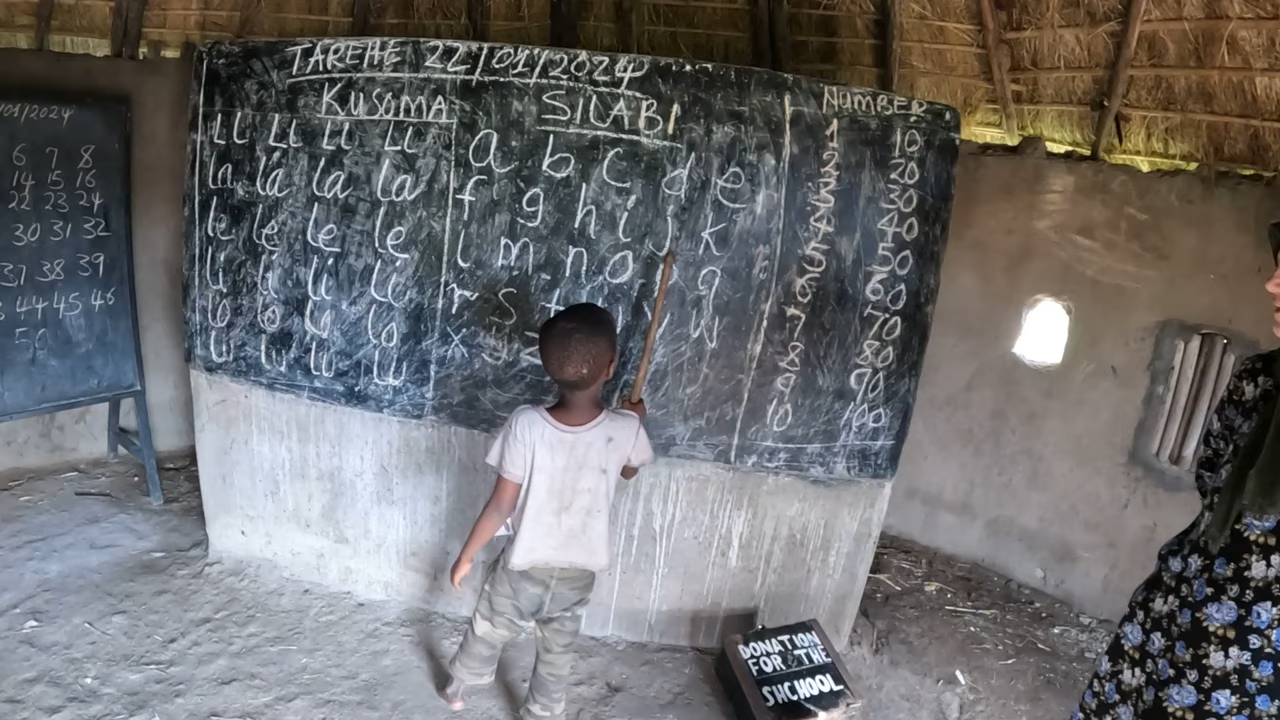 /01/2024
6 7 8
14 15 16
22 23 24
30 31 32
37 38 39
44 45 46
50
TAREHE 22/01/2024
KUSOMA
Li Li Li Li
la la la la
le le le le
li li li li
lo lo lo lo
lu lu lu lu
SILABI
a b c d e
f g h i j k
l m n o q
r s t w
x y z
NUMBER
1 10
2 20
3 30
4 40
5 50
6 60
7 70
8 80
9 90
10 100
DONATION
FOR THE
SHCHOOL